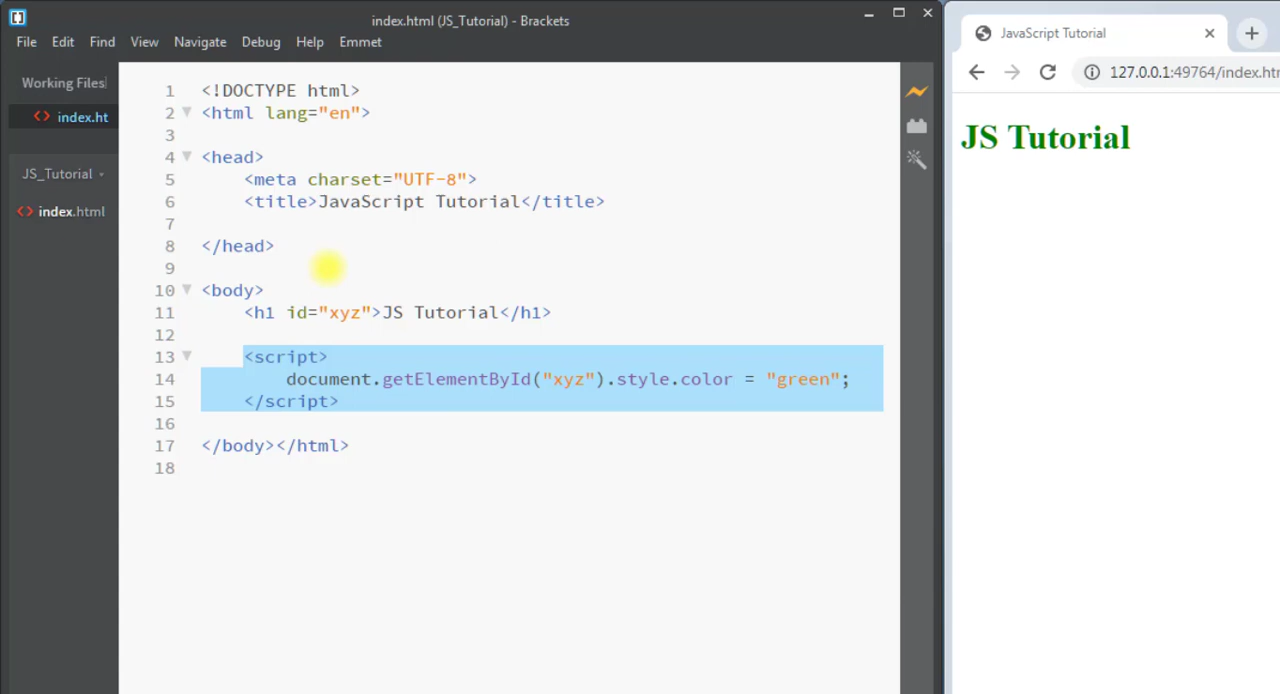 index.html (JS_Tutorial) - Brackets
File Edit Find View Navigate Debug Help Emmet
Working Files
index.ht
JS_Tutorial
index.html
1 <!DOCTYPE html>
2 <html lang="en">
3
4 <head>
5 <meta charset="UTF-8">
6 <title>JavaScript Tutorial</title>
7
8 </head>
9
10 <body>
11 <h1 id="xyz">JS Tutorial</h1>
12
13 <script>
14 document.getElementById("xyz").style.color = "green";
15 </script>
16
17 </body></html>
18
JavaScript Tutorial
127.0.0.1:49764/index.htm
JS Tutorial